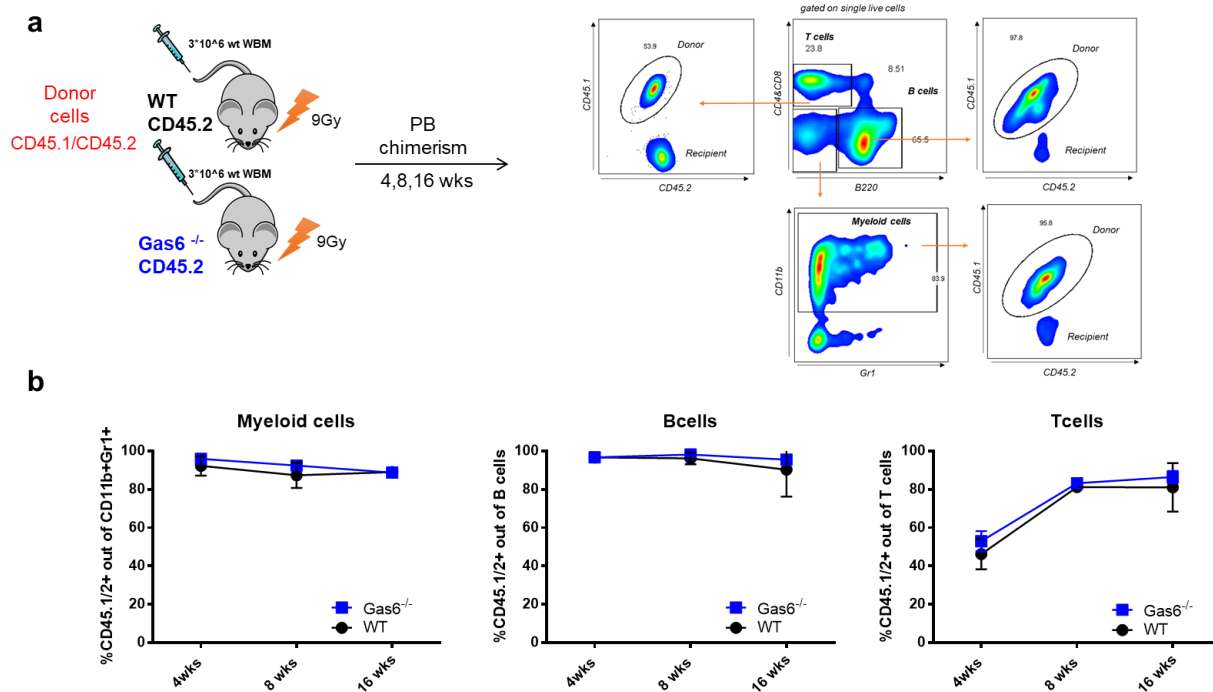 a
Donor
cells
CD45.1/CD45.2
3*10^6 wt WBM
WT
CD45.2
9Gy
3*10^6 wt WBM
Gas6 -/-
CD45.2
9Gy
PB
chimerism
4,8,16 wks
CD45.1
53.9
Donor
Recipient
CD45.2
gated on single live cells
CD4&CD8
T cells
23.8
8.51
B cells
65.5
B220
CD45.1
97.8
Donor
Recipient
CD45.2
CD11b
Myeloid cells
83.9
Gr1
CD45.1
95.8
Donor
Recipient
CD45.2
b
Myeloid cells
%CD45.1/2+ out of CD11b+Gr1+
100
80
60
40
20
0
Gas6-/-
WT
4wks
8 wks
16 wks
Bcells
%CD45.1/2+ out of B cells
100
80
60
40
20
0
Gas6-/-
WT
4wks
8 wks
16 wks
Tcells
%CD45.1/2+ out of T cells
100
80
60
40
20
0
Gas6-/-
WT
4wks
8 wks
16 wks